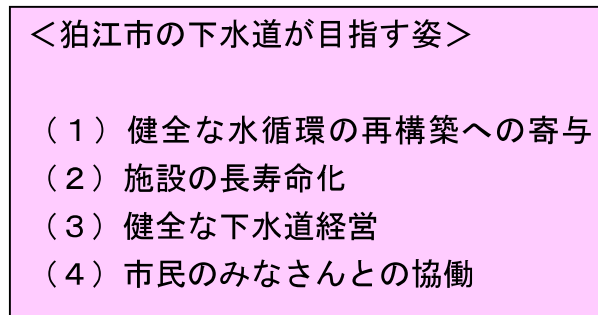 ＜狛江市の下水道が目指す姿＞
（１）健全な水循環の再構築への寄与
（２）施設の長寿命化
（３）健全な下水道経営
（４）市民のみなさんとの協働